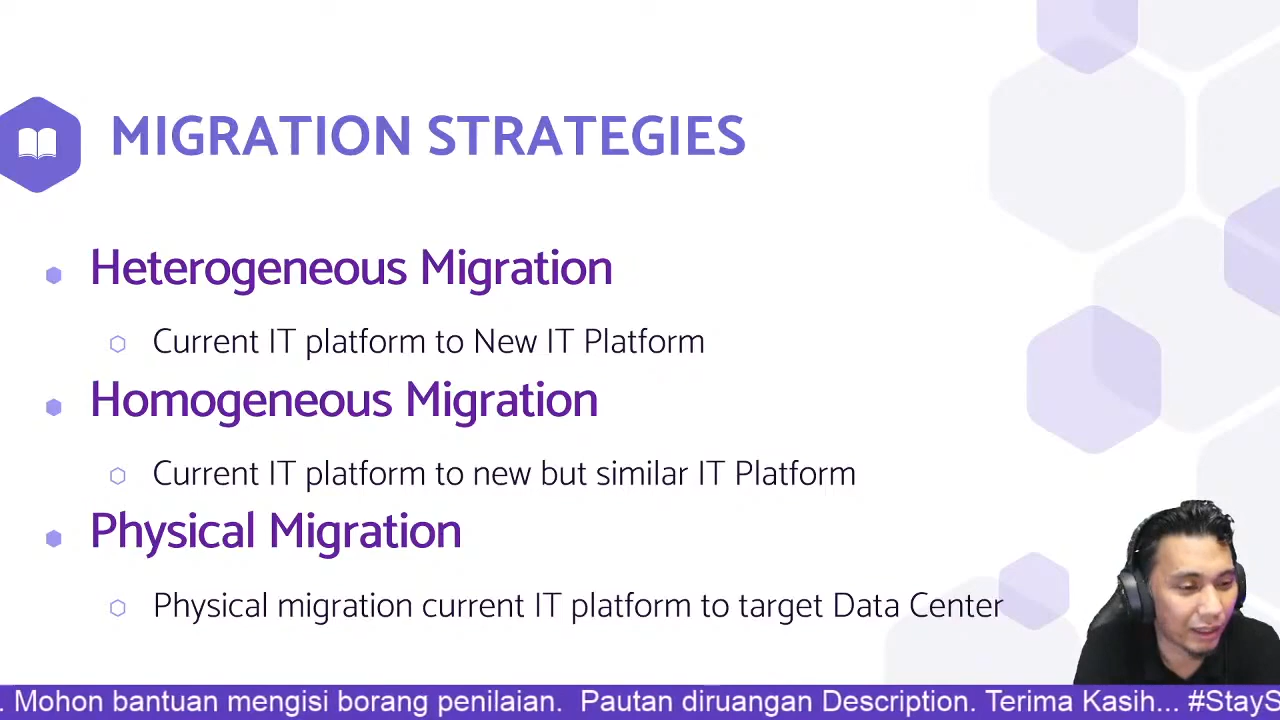 MIGRATION STRATEGIES
Heterogeneous Migration
Current IT platform to New IT Platform
Homogeneous Migration
Current IT platform to new but similar IT Platform
Physical Migration
Physical migration current IT platform to target Data Center
. Mohon bantuan mengisi borang penilaian. Pautan diruangan Description. Terima Kasih... #StayS